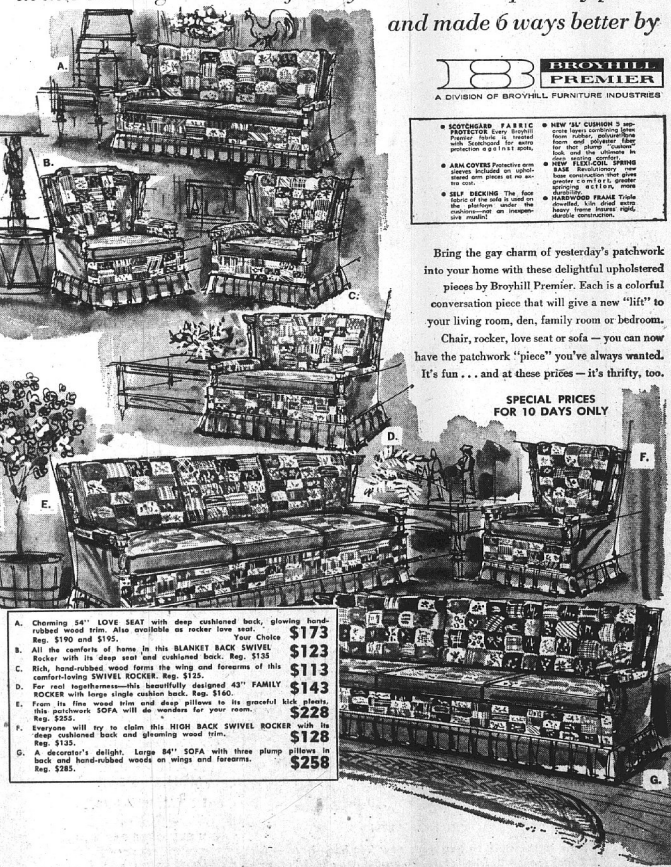 and made 6 ways better by
BROYHILL
PREMIER
A DIVISION OF BROYHILL FURNITURE INDUSTRIES
● SCOTCHGARD FABRIC
PROTECTOR Every Broyhill
Premier fabric is treated
with Scotchgard for extra
protection against spots.
● ARM COVERS Protective arm
sleeves included on uphol-
stered arm pieces at no ex-
tra cost.
● SELF DECKING The face
fabric of the sofa is used on
the platform under the
cushions—not an inexpen-
sive muslin!
● NEW 'SL' CUSHION 5 sep-
arate layers combining latex
foam rubber, polyurethane
foam and polyester fiber
for that plump "custom"
look and the ultimate in
deep seating comfort.
● NEW FLEXI-COIL SPRING
BASE Revolutionary new
base construction that gives
greater comfort, greater
springing action, more
durability.
● HARDWOOD FRAME Triple
dowelled, kiln dried extra
heavy frame insures rigid,
durable construction.
Bring the gay charm of yesterday's patchwork
into your home with these delightful upholstered
pieces by Broyhill Premier. Each is a colorful
conversation piece that will give a new "lift" to
your living room, den, family room or bedroom.
Chair, rocker, love seat or sofa — you can now
have the patchwork "piece" you've always wanted.
It's fun . . . and at these prices — it's thrifty, too.
SPECIAL PRICES
FOR 10 DAYS ONLY
A.
B.
C.
D.
E.
F.
G.
A. Charming 54" LOVE SEAT with deep cushioned back, glowing hand-
rubbed wood trim. Also available as rocker love seat.
Reg. $190 and $195. Your Choice $173
B. All the comforts of home in this BLANKET BACK SWIVEL
Rocker with its deep seat and cushioned back. Reg. $135 $123
C. Rich, hand-rubbed wood forms the wing and forearms of this
comfort-loving SWIVEL ROCKER. Reg. $125. $113
D. For real togetherness—this beautifully designed 43" FAMILY
ROCKER with large single cushion back. Reg. $160. $143
E. From its fine wood trim and deep pillows to its graceful kick pleats,
this patchwork SOFA will do wonders for your room.
Reg. $255. $228
F. Everyone will try to claim this HIGH BACK SWIVEL ROCKER with its
deep cushioned back and gleaming wood trim.
Reg. $135. $128
G. A decorator's delight. Large 84" SOFA with three plump pillows in
back and hand-rubbed woods on wings and forearms.
Reg. $285. $258